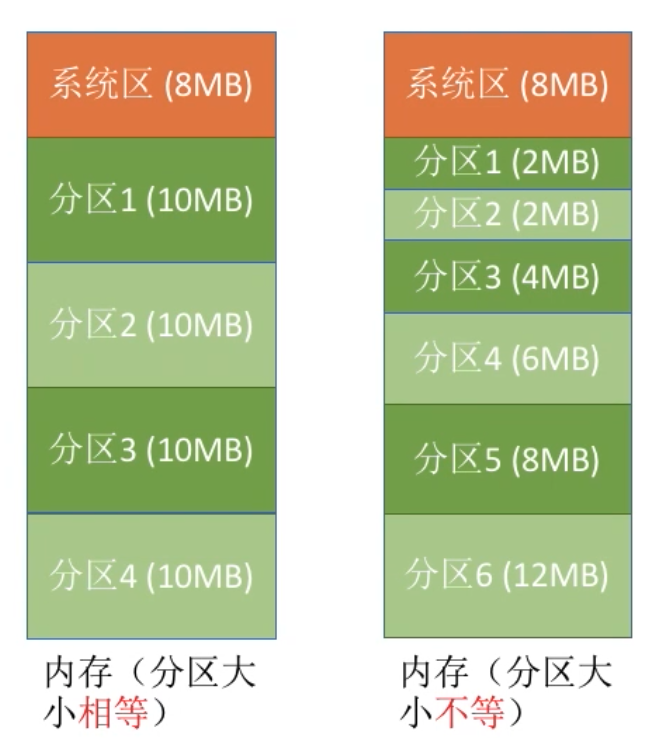 系统区 (8MB)
分区1 (10MB)
分区2 (10MB)
分区3 (10MB)
分区4 (10MB)
内存（分区大
小相等）
系统区 (8MB)
分区1 (2MB)
分区2 (2MB)
分区3 (4MB)
分区4 (6MB)
分区5 (8MB)
分区6 (12MB)
内存（分区大
小不等）